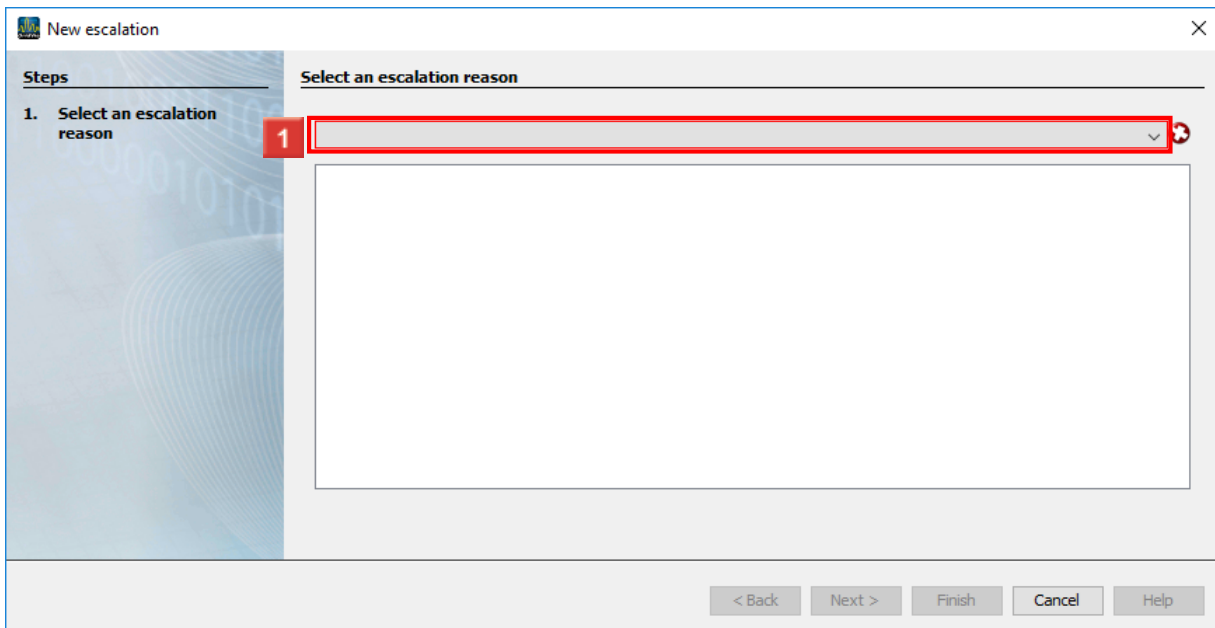 New escalation
Steps
1. Select an escalation
reason
Select an escalation reason
1
< Back Next > Finish Cancel Help